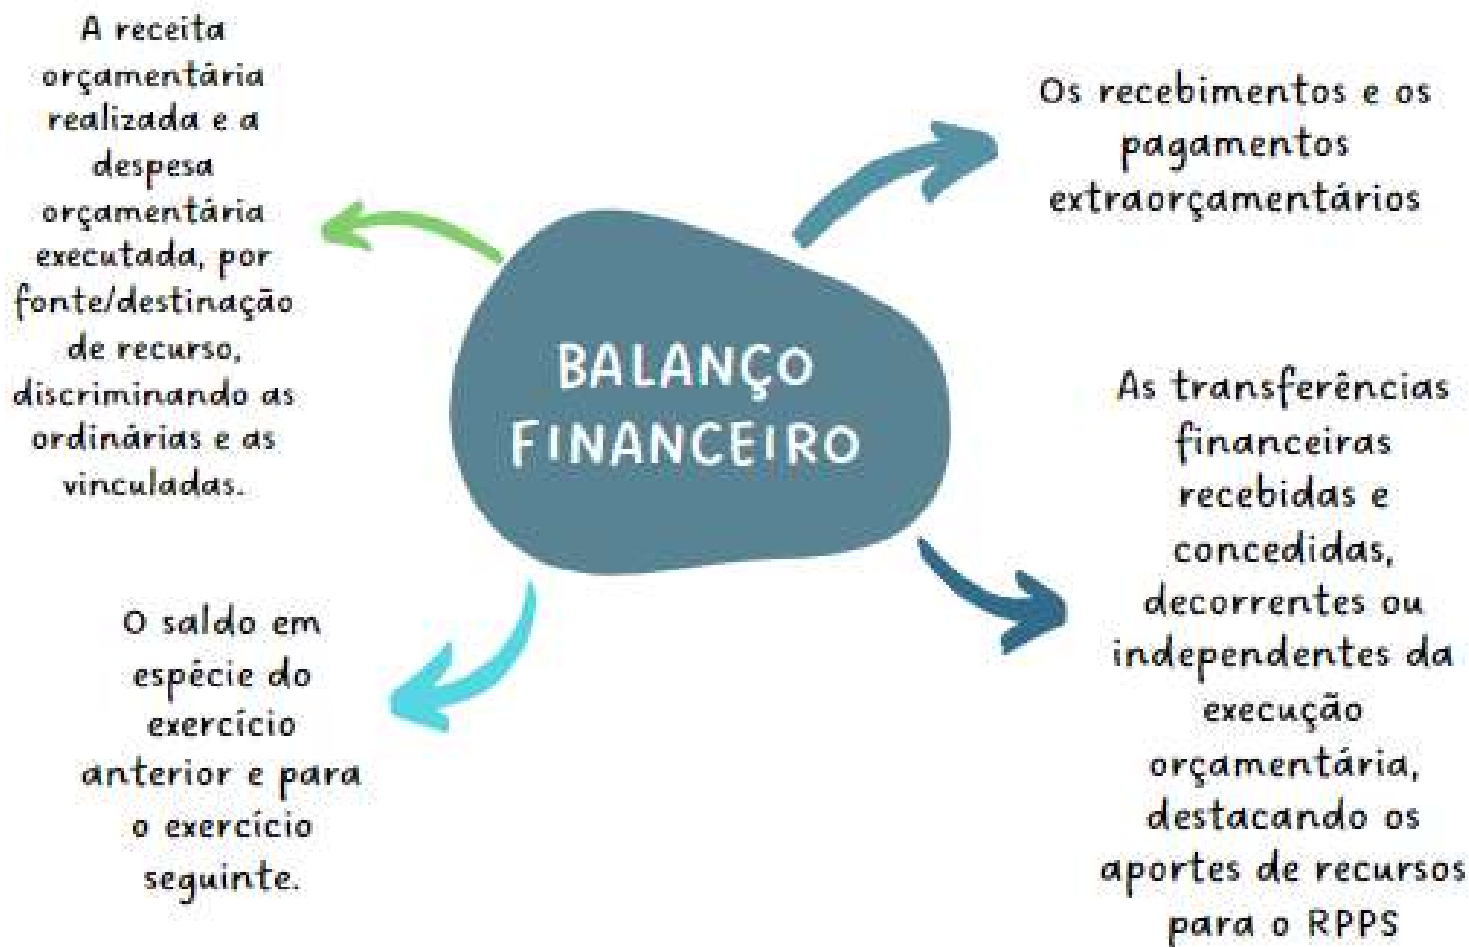 A receita
orçamentária
realizada e a
despesa
orçamentária
executada, por
fonte/destinação
de recurso,
discriminando as
ordinárias e as
vinculadas.
Os recebimentos e os
pagamentos
extraorçamentários
BALANÇO
FINANCEIRO
As transferências
financeiras
recebidas e
concedidas,
decorrentes ou
independentes da
execução
orçamentária,
destacando os
aportes de recursos
para o RPPS
O saldo em
espécie do
exercício
anterior e para
o exercício
seguinte.